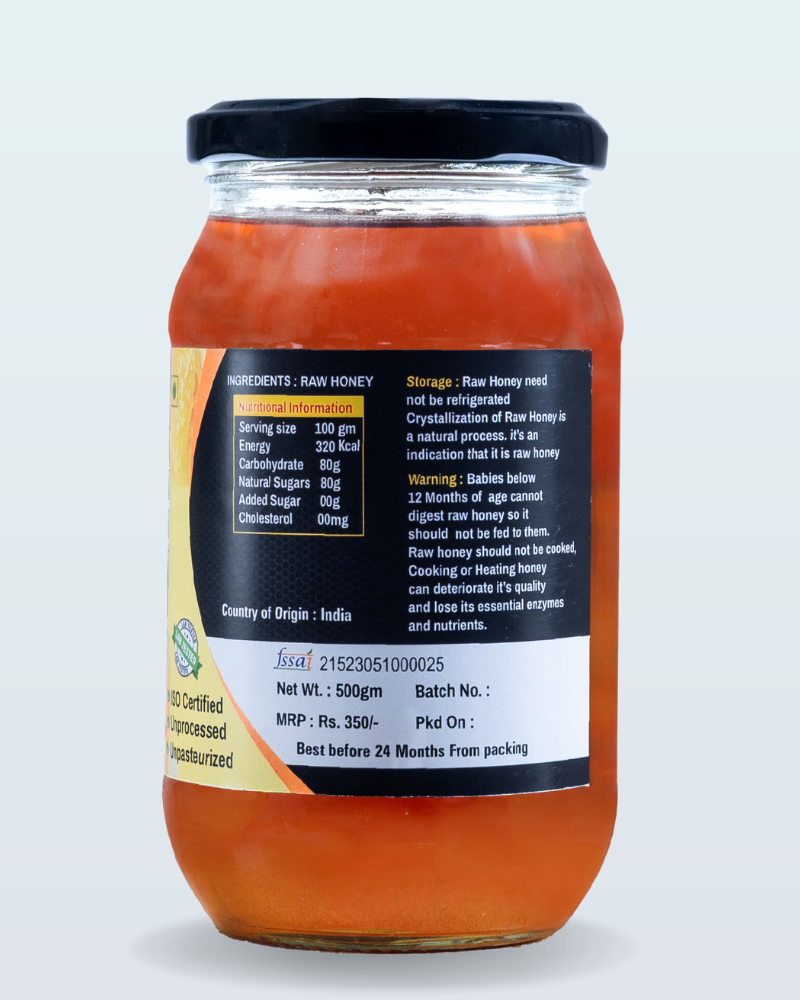 INGREDIENTS : RAW HONEY
Nutritional Information
Serving size 100 gm
Energy 320 Kcal
Carbohydrate 80g
Natural Sugars 80g
Added Sugar 00g
Cholesterol 00mg
Country of Origin : India
Storage : Raw Honey need
not be refrigerated
Crystallization of Raw Honey is
a natural process. it's an
indication that it is raw honey
Warning : Babies below
12 Months of age cannot
digest raw honey so it
should not be fed to them.
Raw honey should not be cooked,
Cooking or Heating honey
can deteriorate it's quality
and lose its essential enzymes
and nutrients.
LAB TESTED
ISO Certified
Unprocessed
Unpasteurized
fssai 21523051000025
Net Wt. : 500gm Batch No. :
MRP : Rs. 350/- Pkd On :
Best before 24 Months From packing